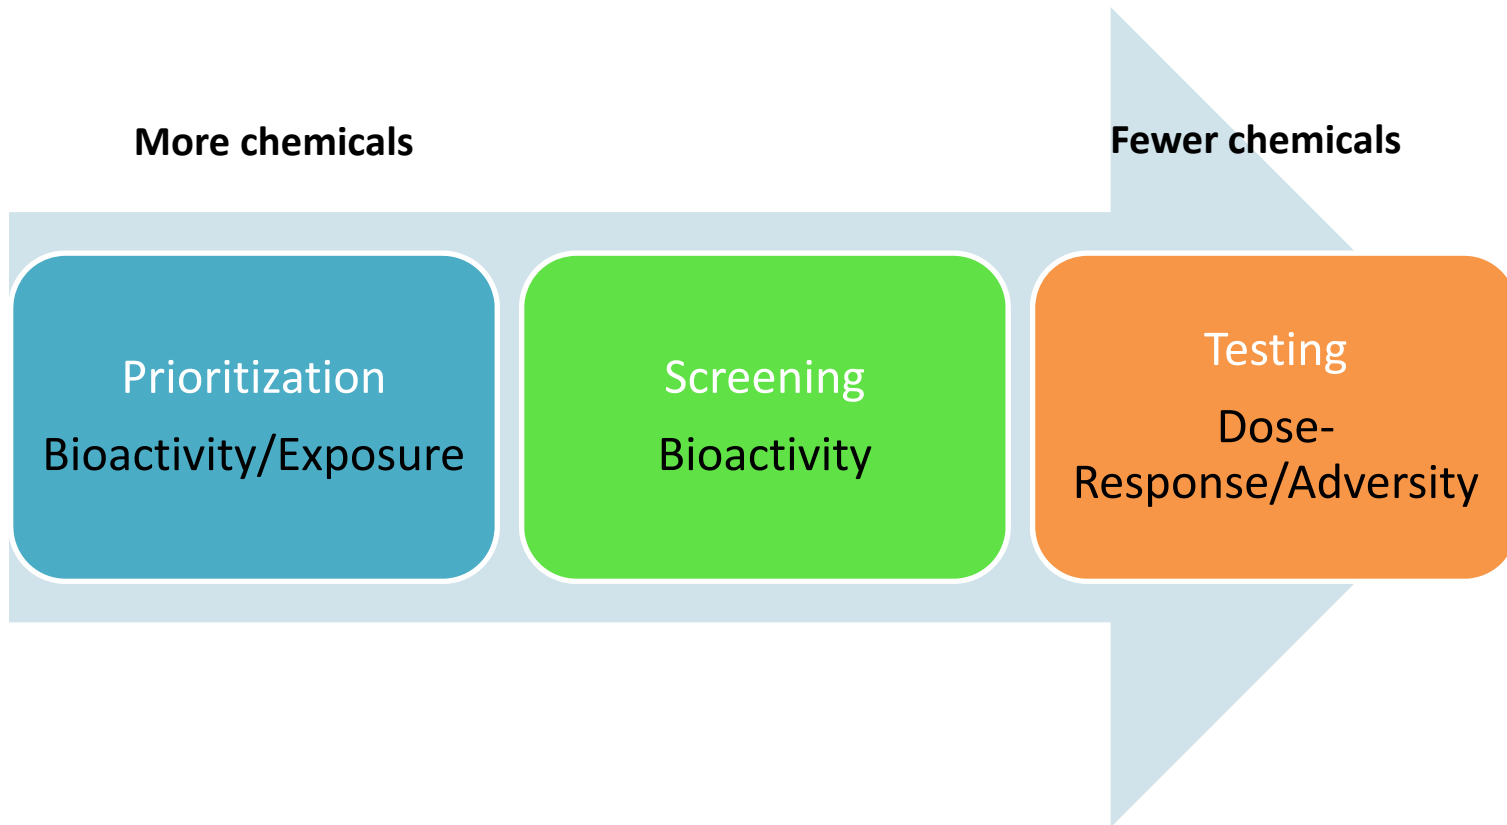 More chemicals
Fewer chemicals
Prioritization
Bioactivity/Exposure
Screening
Bioactivity
Testing
Dose-
Response/Adversity